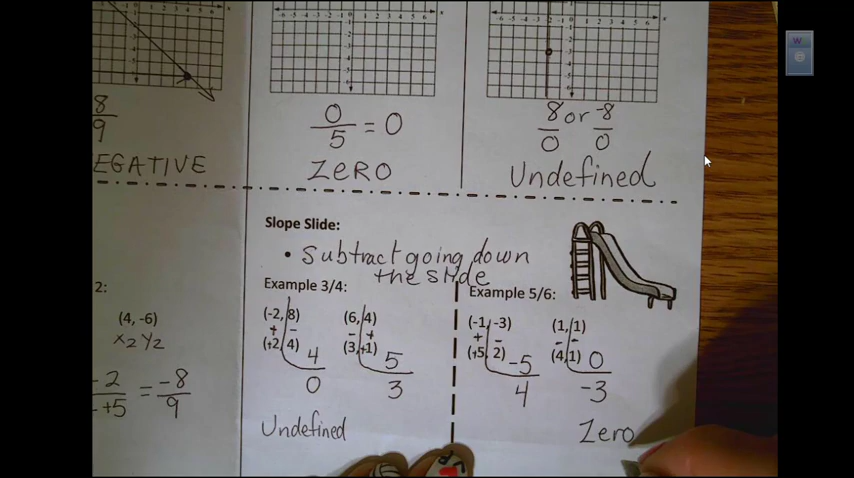 8
9
EGATIVE
0
5 = 0
ZERO
8 or -8
0 0
Undefined
Slope Slide:
• Subtract going down
the slide
Example 3/4:
(-2, 8)
+ -
(+2, 4) 4
0
Undefined
(6, 4)
- +
(3, +1) 5
3
Example 5/6:
(-1, -3)
+ -
(+5, 2) -5
4
(1, 1)
- -
(4, 1) 0
-3
Zero
2:
(4, -6)
X2 Y2
-2 = -8
+5 9
W